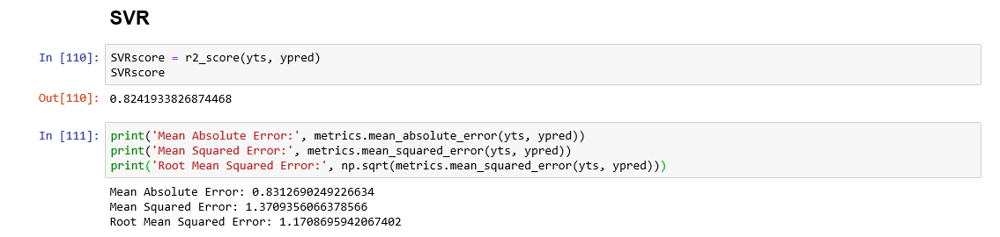 SVR
In [110]: SVRscore = r2_score(yts, ypred)
SVRscore
Out[110]: 0.8241933826874468
In [111]: print('Mean Absolute Error:', metrics.mean_absolute_error(yts, ypred))
print('Mean Squared Error:', metrics.mean_squared_error(yts, ypred))
print('Root Mean Squared Error:', np.sqrt(metrics.mean_squared_error(yts, ypred)))
Mean Absolute Error: 0.8312690249226634
Mean Squared Error: 1.3709356066378566
Root Mean Squared Error: 1.1708695942067402